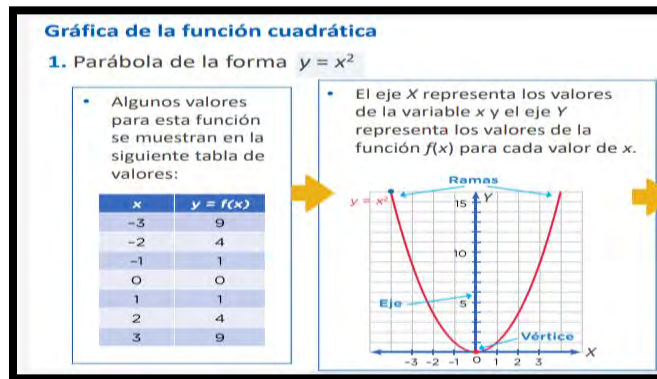 Gráfica de la función cuadrática
1. Parábola de la forma y = x²
• Algunos valores
para esta función
se muestran en la
siguiente tabla de
valores:
x y = f(x)
-3 9
-2 4
-1 1
0 0
1 1
2 4
3 9
• El eje X representa los valores
de la variable x y el eje Y
representa los valores de la
función f(x) para cada valor de x.
Ramas
y = x²
15 Y
10
Eje 5
Vértice
-3 -2 -1 0 1 2 3 X